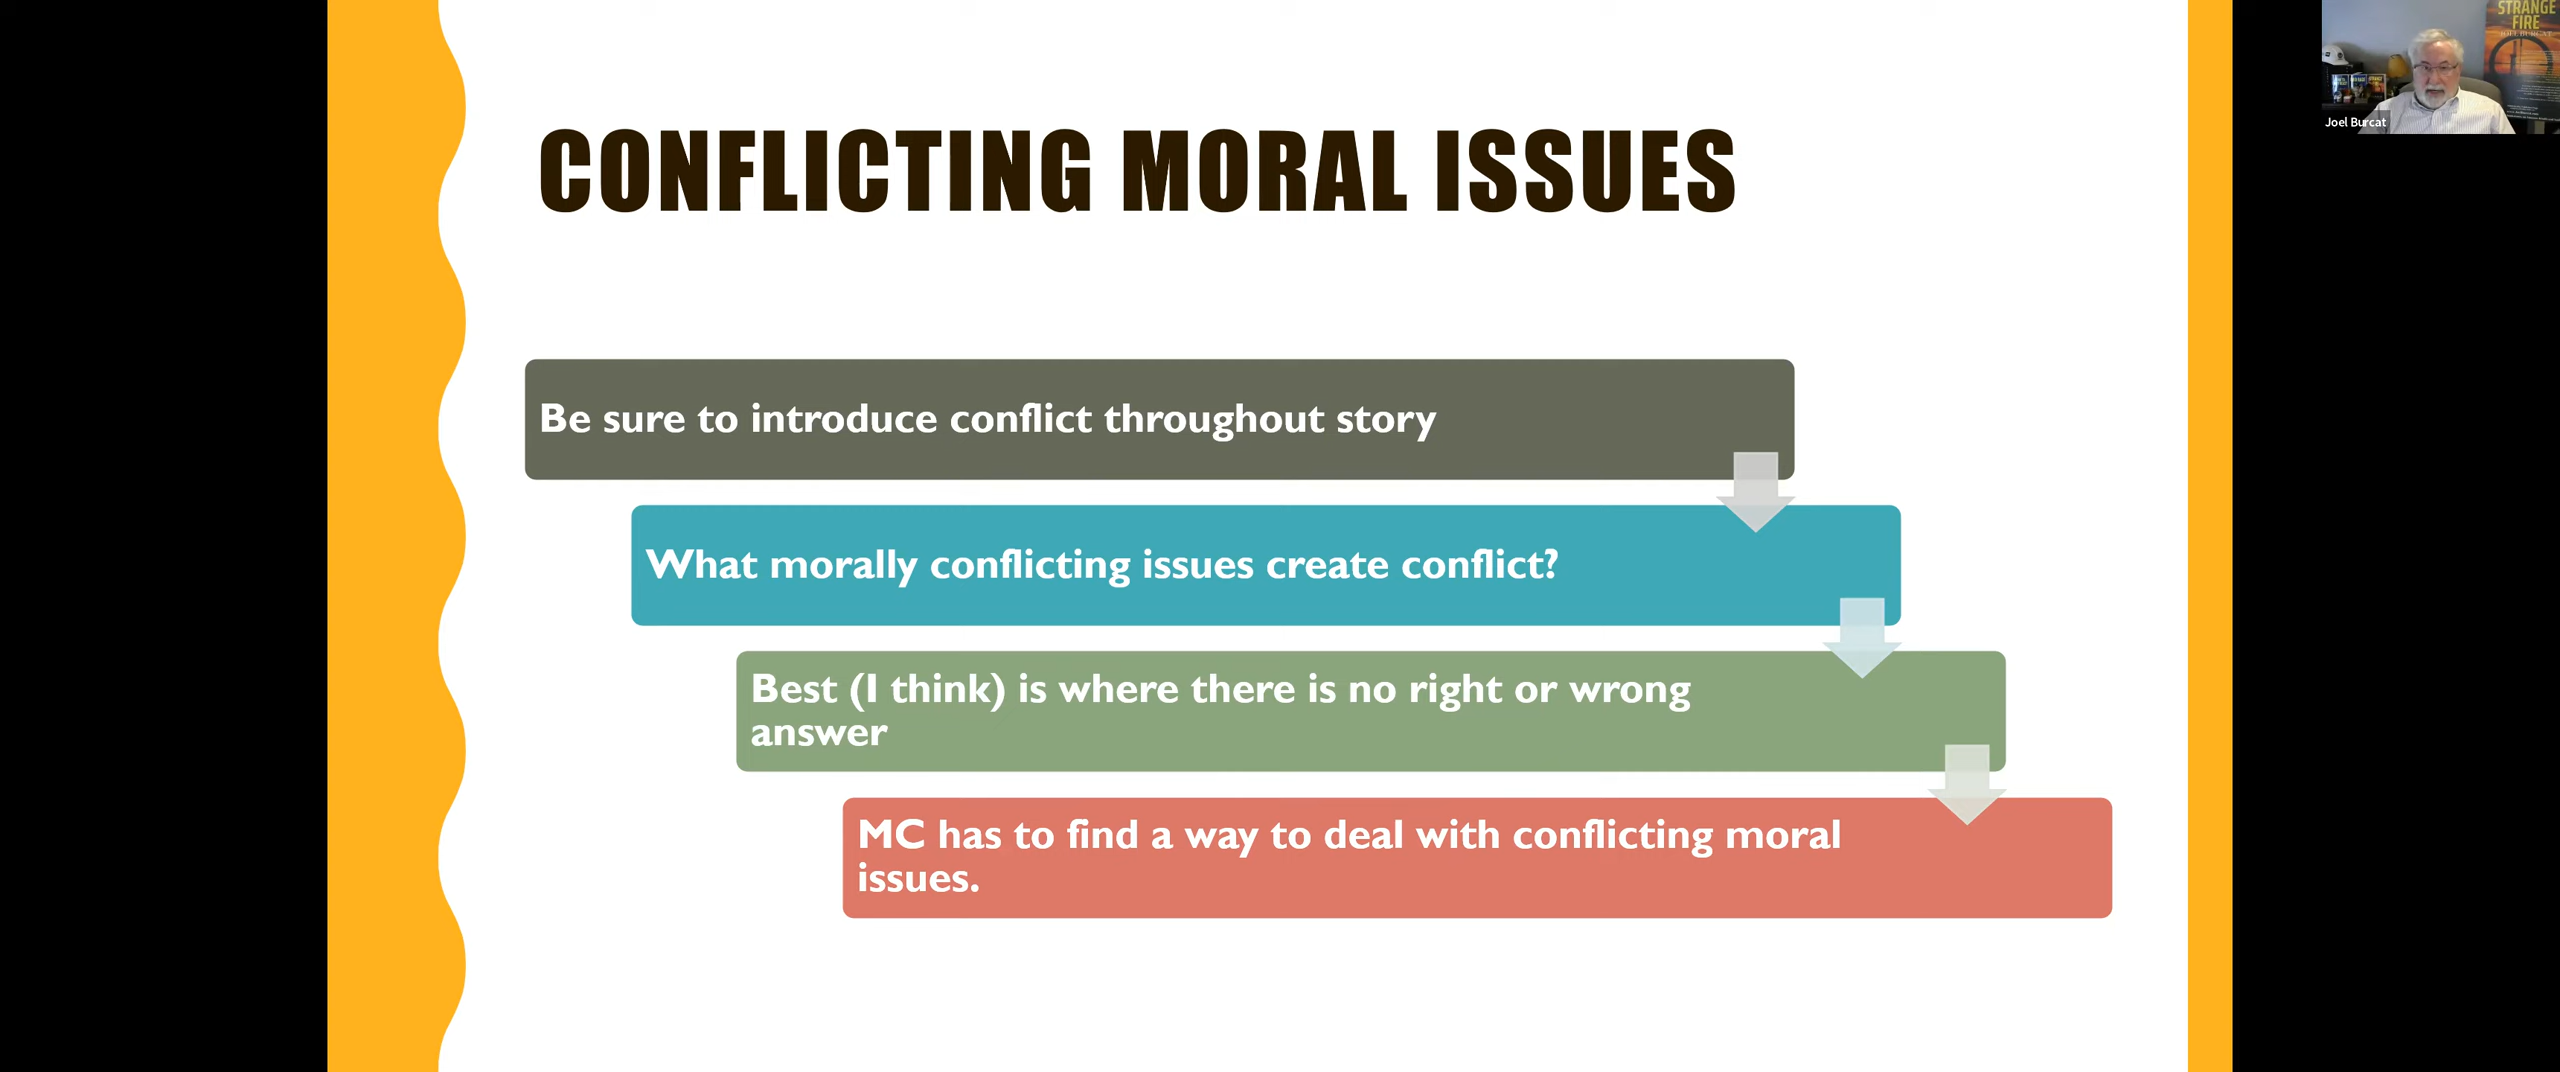 CONFLICTING MORAL ISSUES
Be sure to introduce conflict throughout story
What morally conflicting issues create conflict?
Best (I think) is where there is no right or wrong
answer
MC has to find a way to deal with conflicting moral
issues.
STRANGE
FIRE
JOEL BURCAT
Joel Burcat